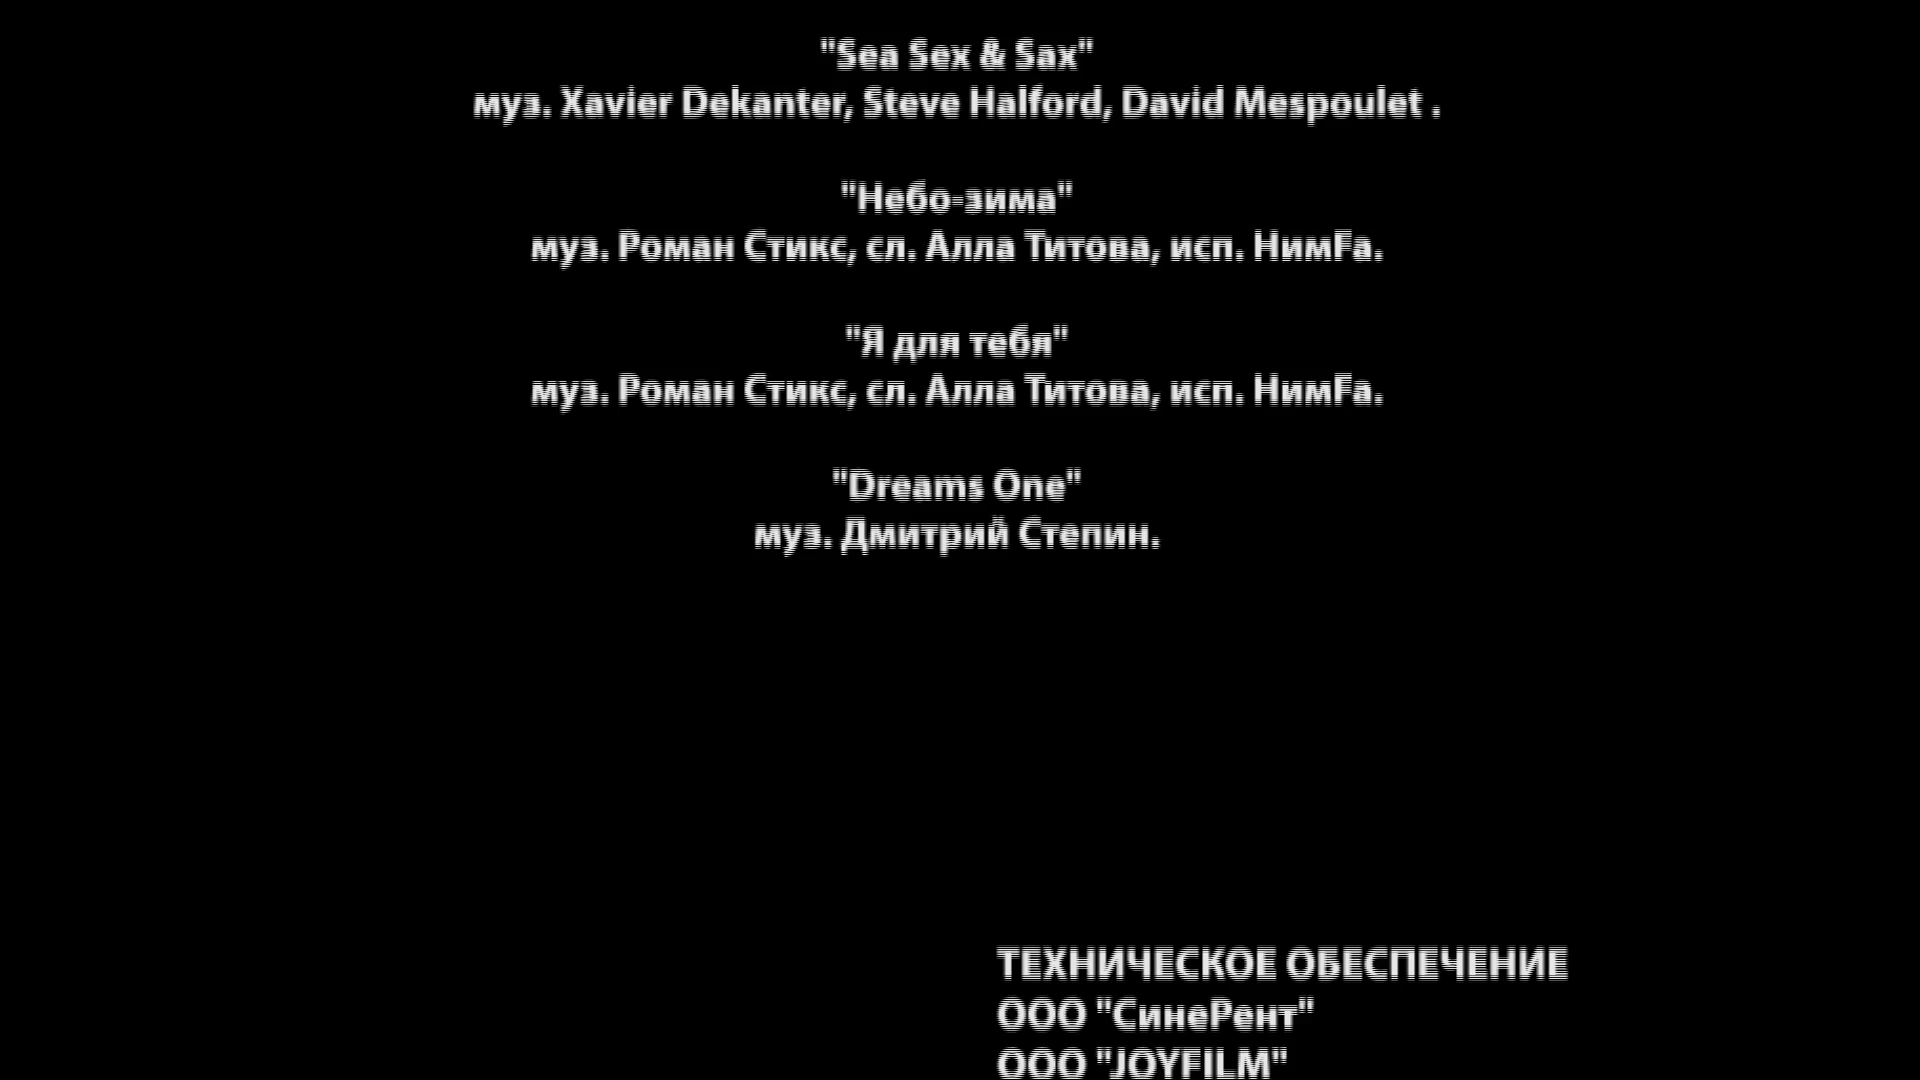 "Sea Sex & Sax"
муз. Xavier Dekanter, Steve Halford, David Mespoulet .
"Небо-зима"
муз. Роман Стикс, сл. Алла Титова, исп. НимFа.
"Я для тебя"
муз. Роман Стикс, сл. Алла Титова, исп. НимFа.
"Dreams One"
муз. Дмитрий Степин.
ТЕХНИЧЕСКОЕ ОБЕСПЕЧЕНИЕ
ООО "СинеРент"
ООО "JOYFILM"